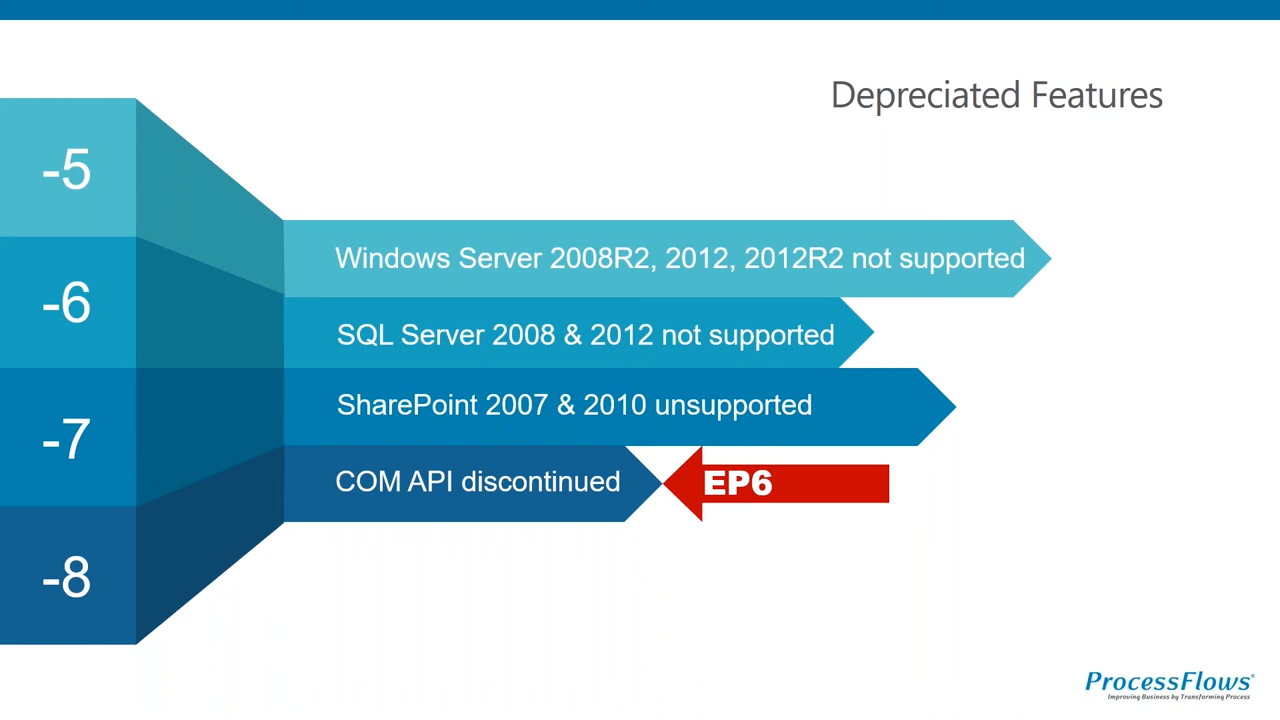 Depreciated Features
-5
Windows Server 2008R2, 2012, 2012R2 not supported
-6
SQL Server 2008 & 2012 not supported
-7
SharePoint 2007 & 2010 unsupported
-8
COM API discontinued
EP6
ProcessFlows®
Improving Business by Transforming Process